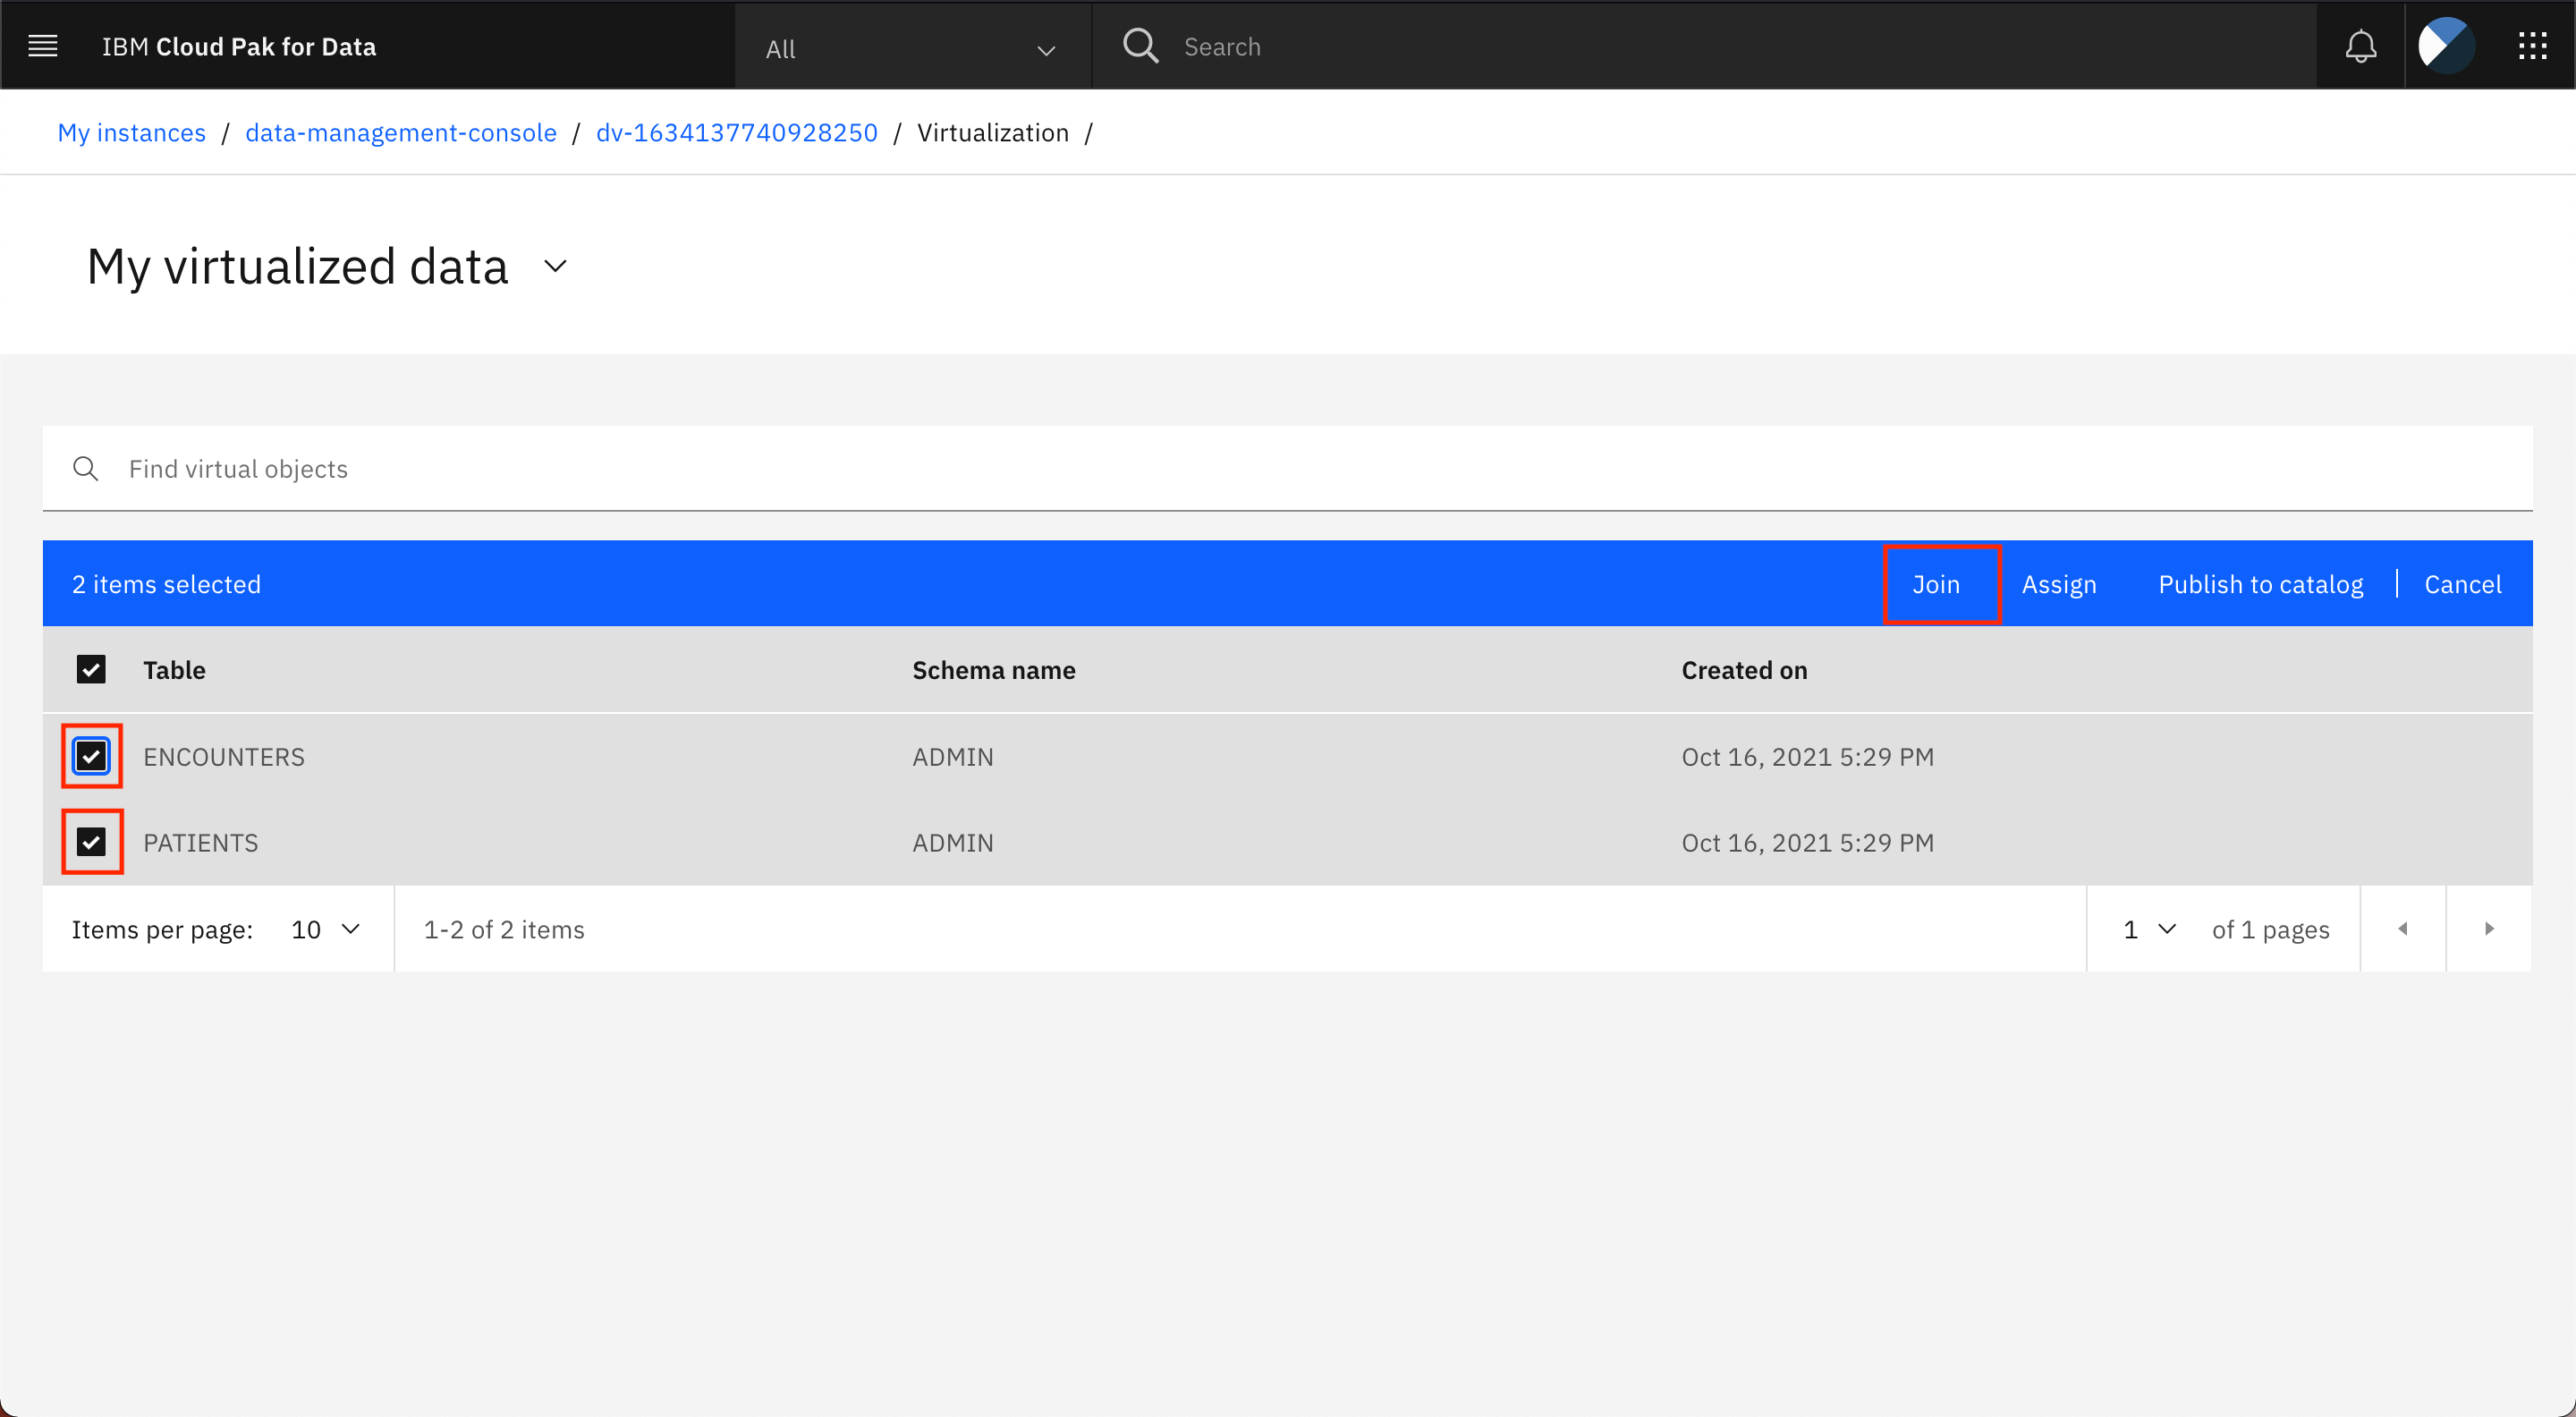 IBM Cloud Pak for Data All Search
My instances / data-management-console / dv-1634137740928250 / Virtualization /
My virtualized data
Find virtual objects
2 items selected Join Assign Publish to catalog | Cancel
Table Schema name Created on
ENCOUNTERS ADMIN Oct 16, 2021 5:29 PM
PATIENTS ADMIN Oct 16, 2021 5:29 PM
Items per page: 10 1-2 of 2 items 1 of 1 pages